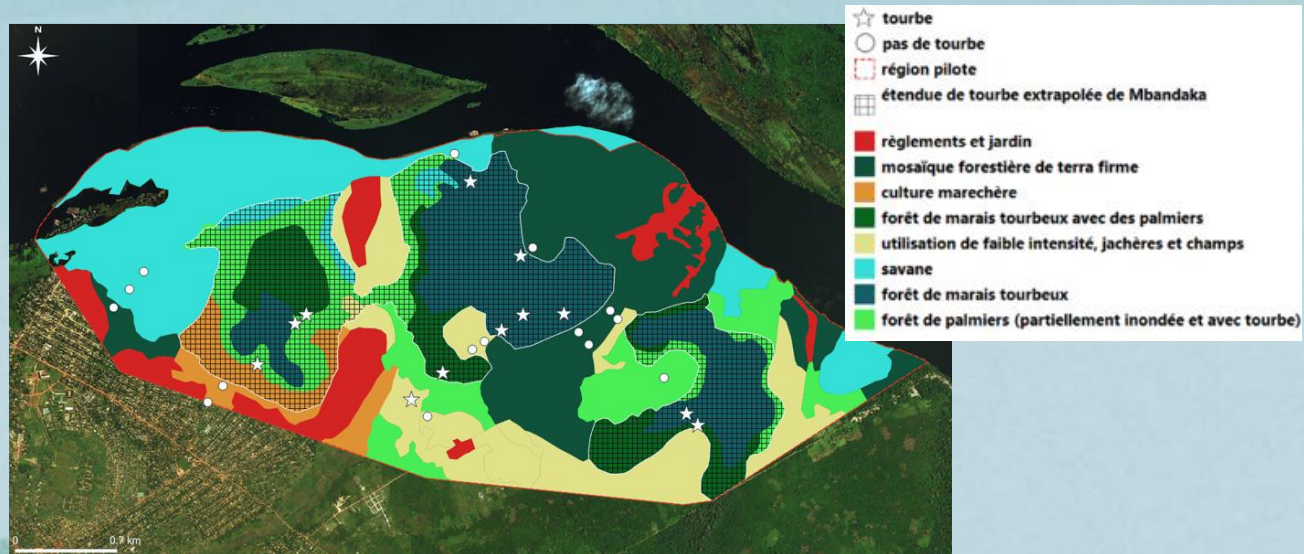 N
0
0.7 km
tourbe
pas de tourbe
région pilote
étendue de tourbe extrapolée de Mbandaka
règlements et jardin
mosaïque forestière de terra firme
culture marechère
forêt de marais tourbeux avec des palmiers
utilisation de faible intensité, jachères et champs
savane
forêt de marais tourbeux
forêt de palmiers (partiellement inondée et avec tourbe)